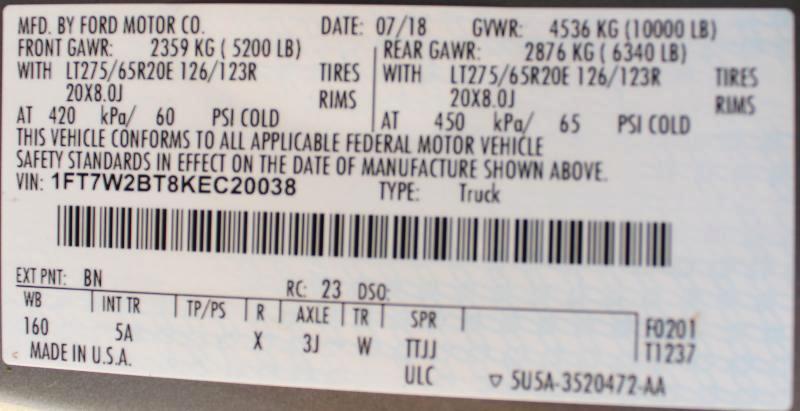 MFD. BY FORD MOTOR CO. DATE: 07/18 GVWR: 4536 KG (10000 LB)
FRONT GAWR: 2359 KG ( 5200 LB) REAR GAWR: 2876 KG ( 6340 LB)
WITH LT275/65R20E 126/123R TIRES WITH LT275/65R20E 126/123R TIRES
20X8.0J RIMS 20X8.0J RIMS
AT 420 kPa/ 60 PSI COLD AT 450 kPa/ 65 PSI COLD
THIS VEHICLE CONFORMS TO ALL APPLICABLE FEDERAL MOTOR VEHICLE
SAFETY STANDARDS IN EFFECT ON THE DATE OF MANUFACTURE SHOWN ABOVE.
VIN: 1FT7W2BT8KEC20038 TYPE: Truck
EXT PNT: BN RC: 23 DSO:
WB INT TR TP/PS R AXLE TR SPR F0201
160 5A X 3J W TTJJ T1237
MADE IN U.S.A. ULC 5U5A-3520472-AA